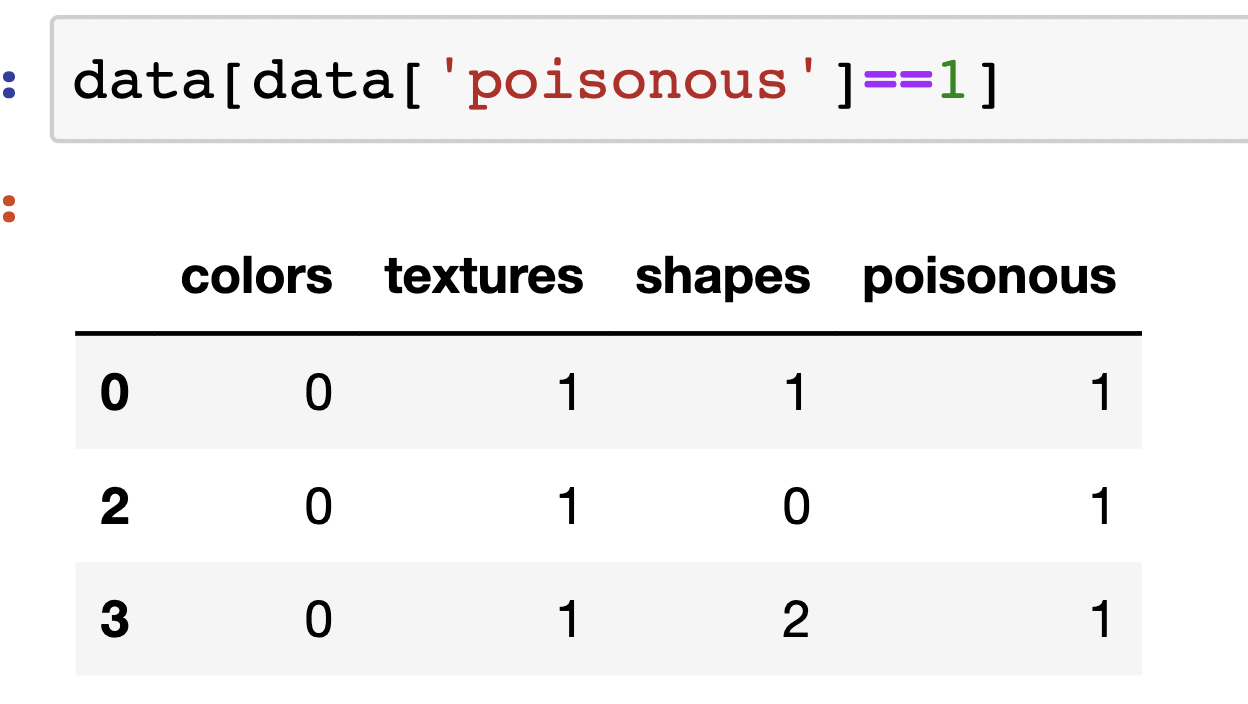 : data[data['poisonous']==1]
:
colors textures shapes poisonous
0 0 1 1 1
2 0 1 0 1
3 0 1 2 1